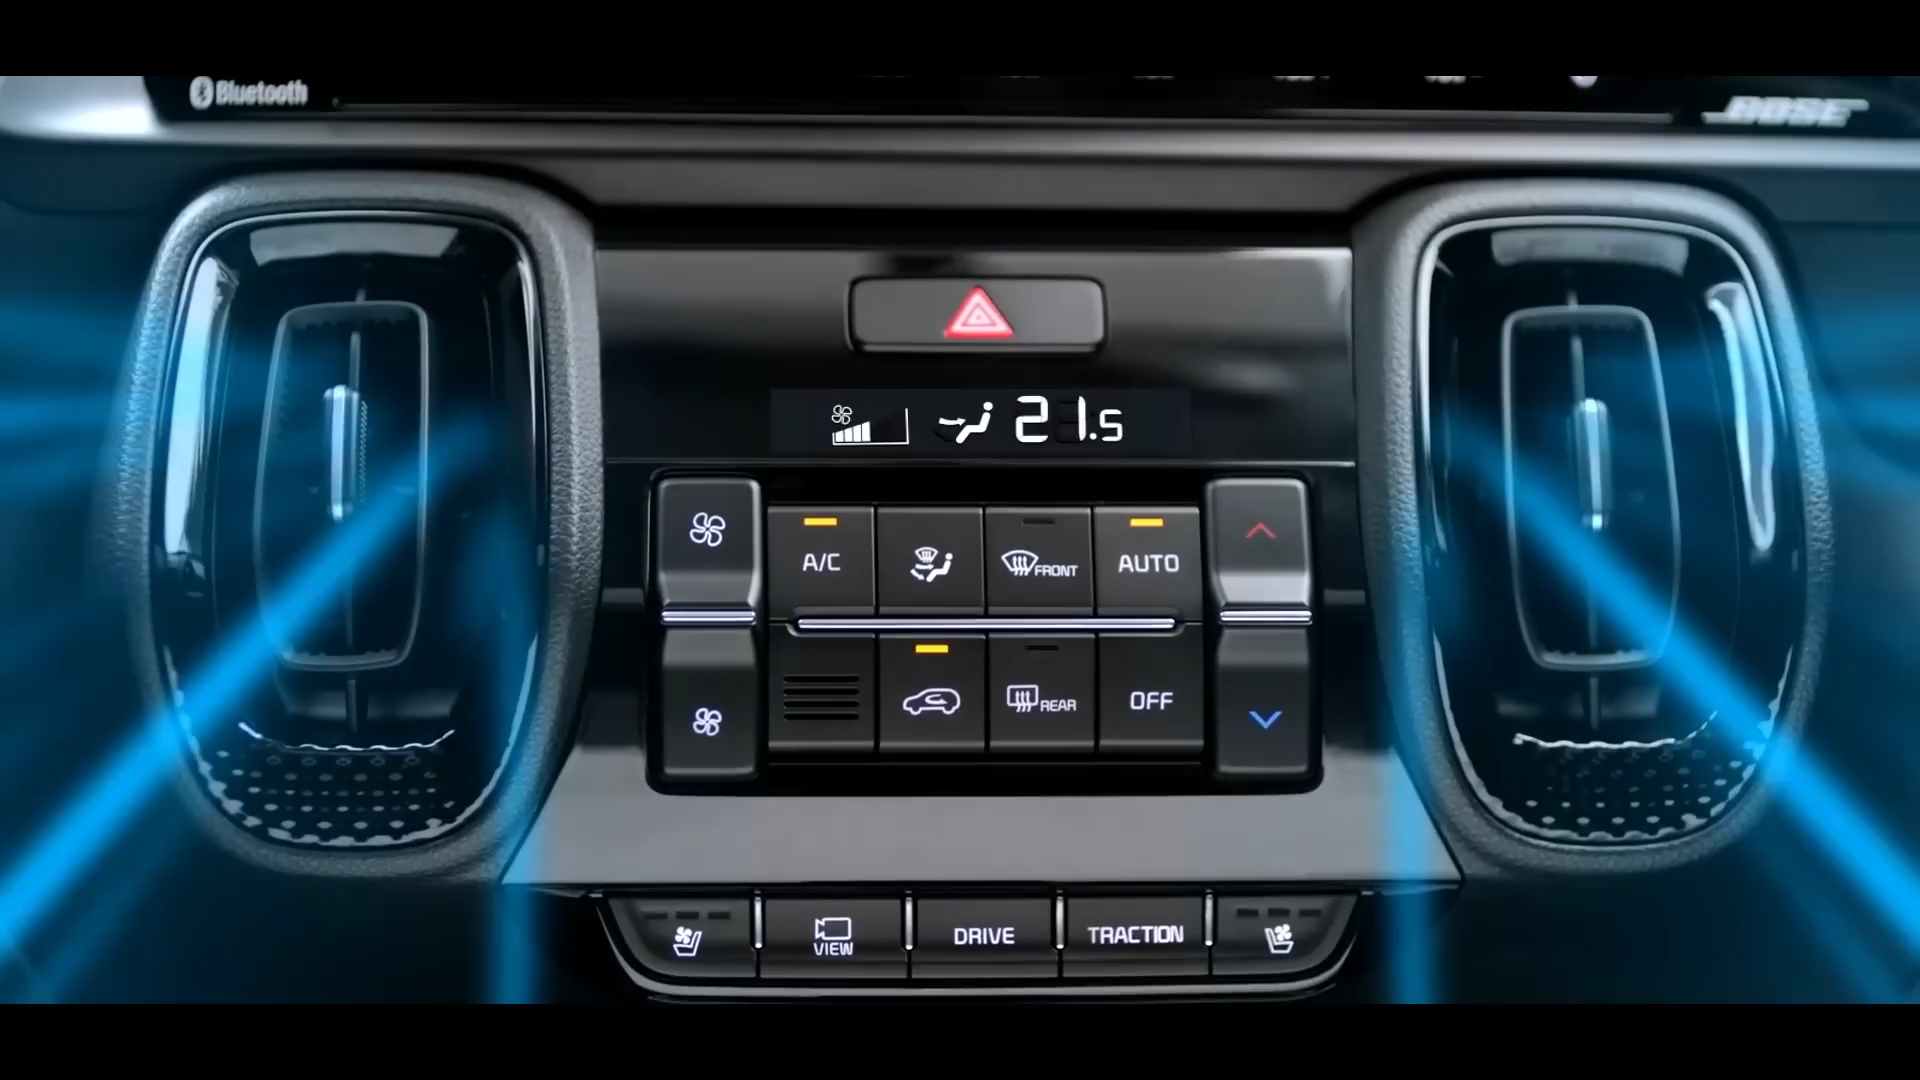 Bluetooth
BOSE
21.5
A/C
FRONT
AUTO
REAR
OFF
VIEW
DRIVE
TRACTION